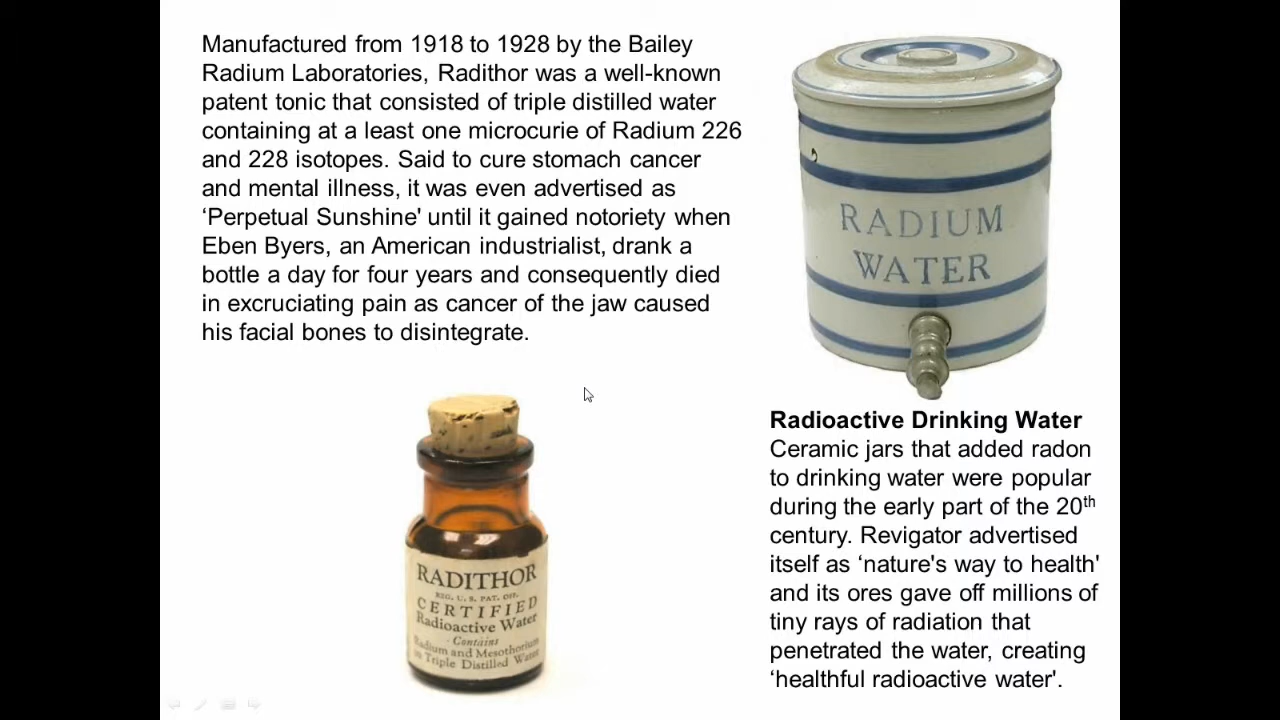 Manufactured from 1918 to 1928 by the Bailey
Radium Laboratories, Radithor was a well-known
patent tonic that consisted of triple distilled water
containing at a least one microcurie of Radium 226
and 228 isotopes. Said to cure stomach cancer
and mental illness, it was even advertised as
‘Perpetual Sunshine' until it gained notoriety when
Eben Byers, an American industrialist, drank a
bottle a day for four years and consequently died
in excruciating pain as cancer of the jaw caused
his facial bones to disintegrate.
RADIUM
WATER
RADITHOR
REG. U. S. PAT. OFF.
CERTIFIED
Radioactive Water
Contains
Radium and Mesothorium
in Triple Distilled Water
Radioactive Drinking Water
Ceramic jars that added radon
to drinking water were popular
during the early part of the 20th
century. Revigator advertised
itself as ‘nature's way to health'
and its ores gave off millions of
tiny rays of radiation that
penetrated the water, creating
‘healthful radioactive water'.